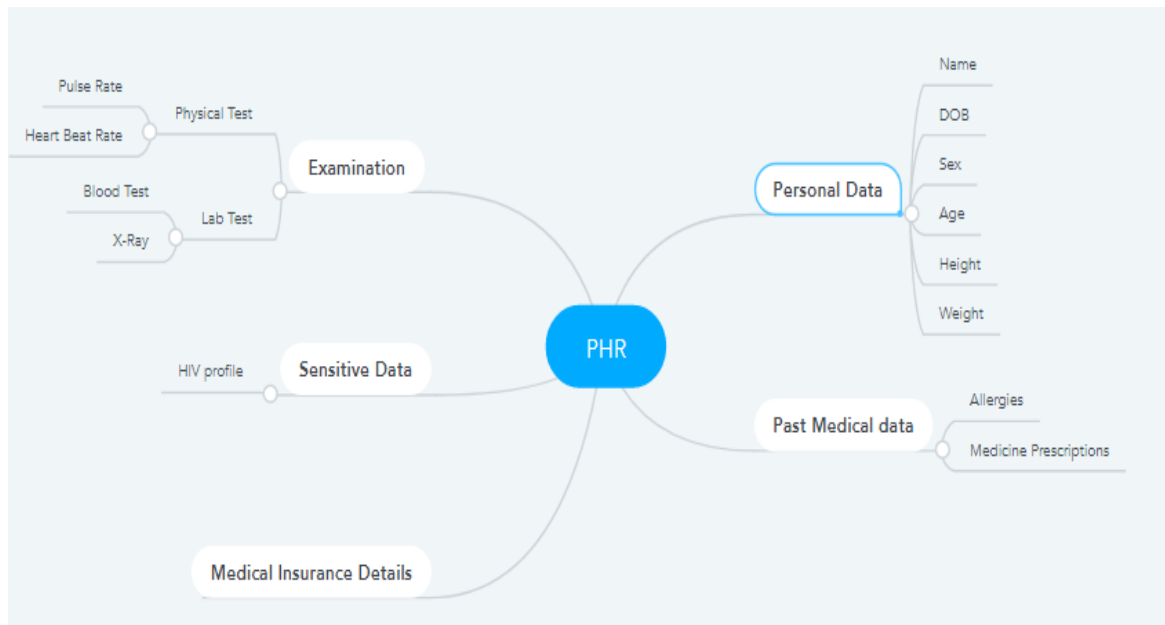 PHR
Personal Data
Name
DOB
Sex
Age
Height
Weight
Past Medical data
Allergies
Medicine Prescriptions
Examination
Physical Test
Pulse Rate
Heart Beat Rate
Lab Test
Blood Test
X-Ray
Sensitive Data
HIV profile
Medical Insurance Details